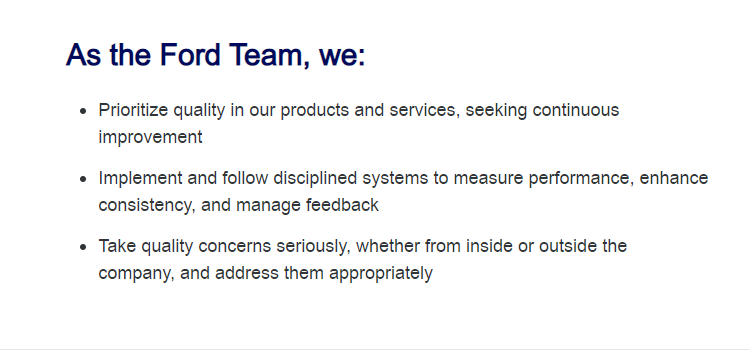 As the Ford Team, we:
• Prioritize quality in our products and services, seeking continuous
improvement
• Implement and follow disciplined systems to measure performance, enhance
consistency, and manage feedback
• Take quality concerns seriously, whether from inside or outside the
company, and address them appropriately